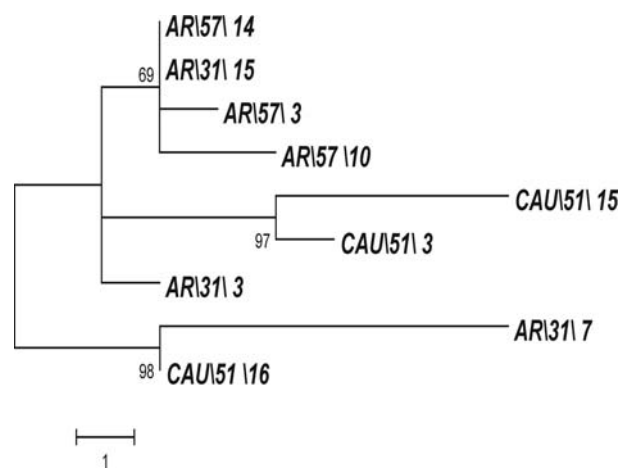 AR\57\ 14
69
AR\31\ 15
AR\57\ 3
AR\57 \10
CAU\51\ 15
97
CAU\51\ 3
AR\31\ 3
AR\31\ 7
98
CAU\51 \16
1